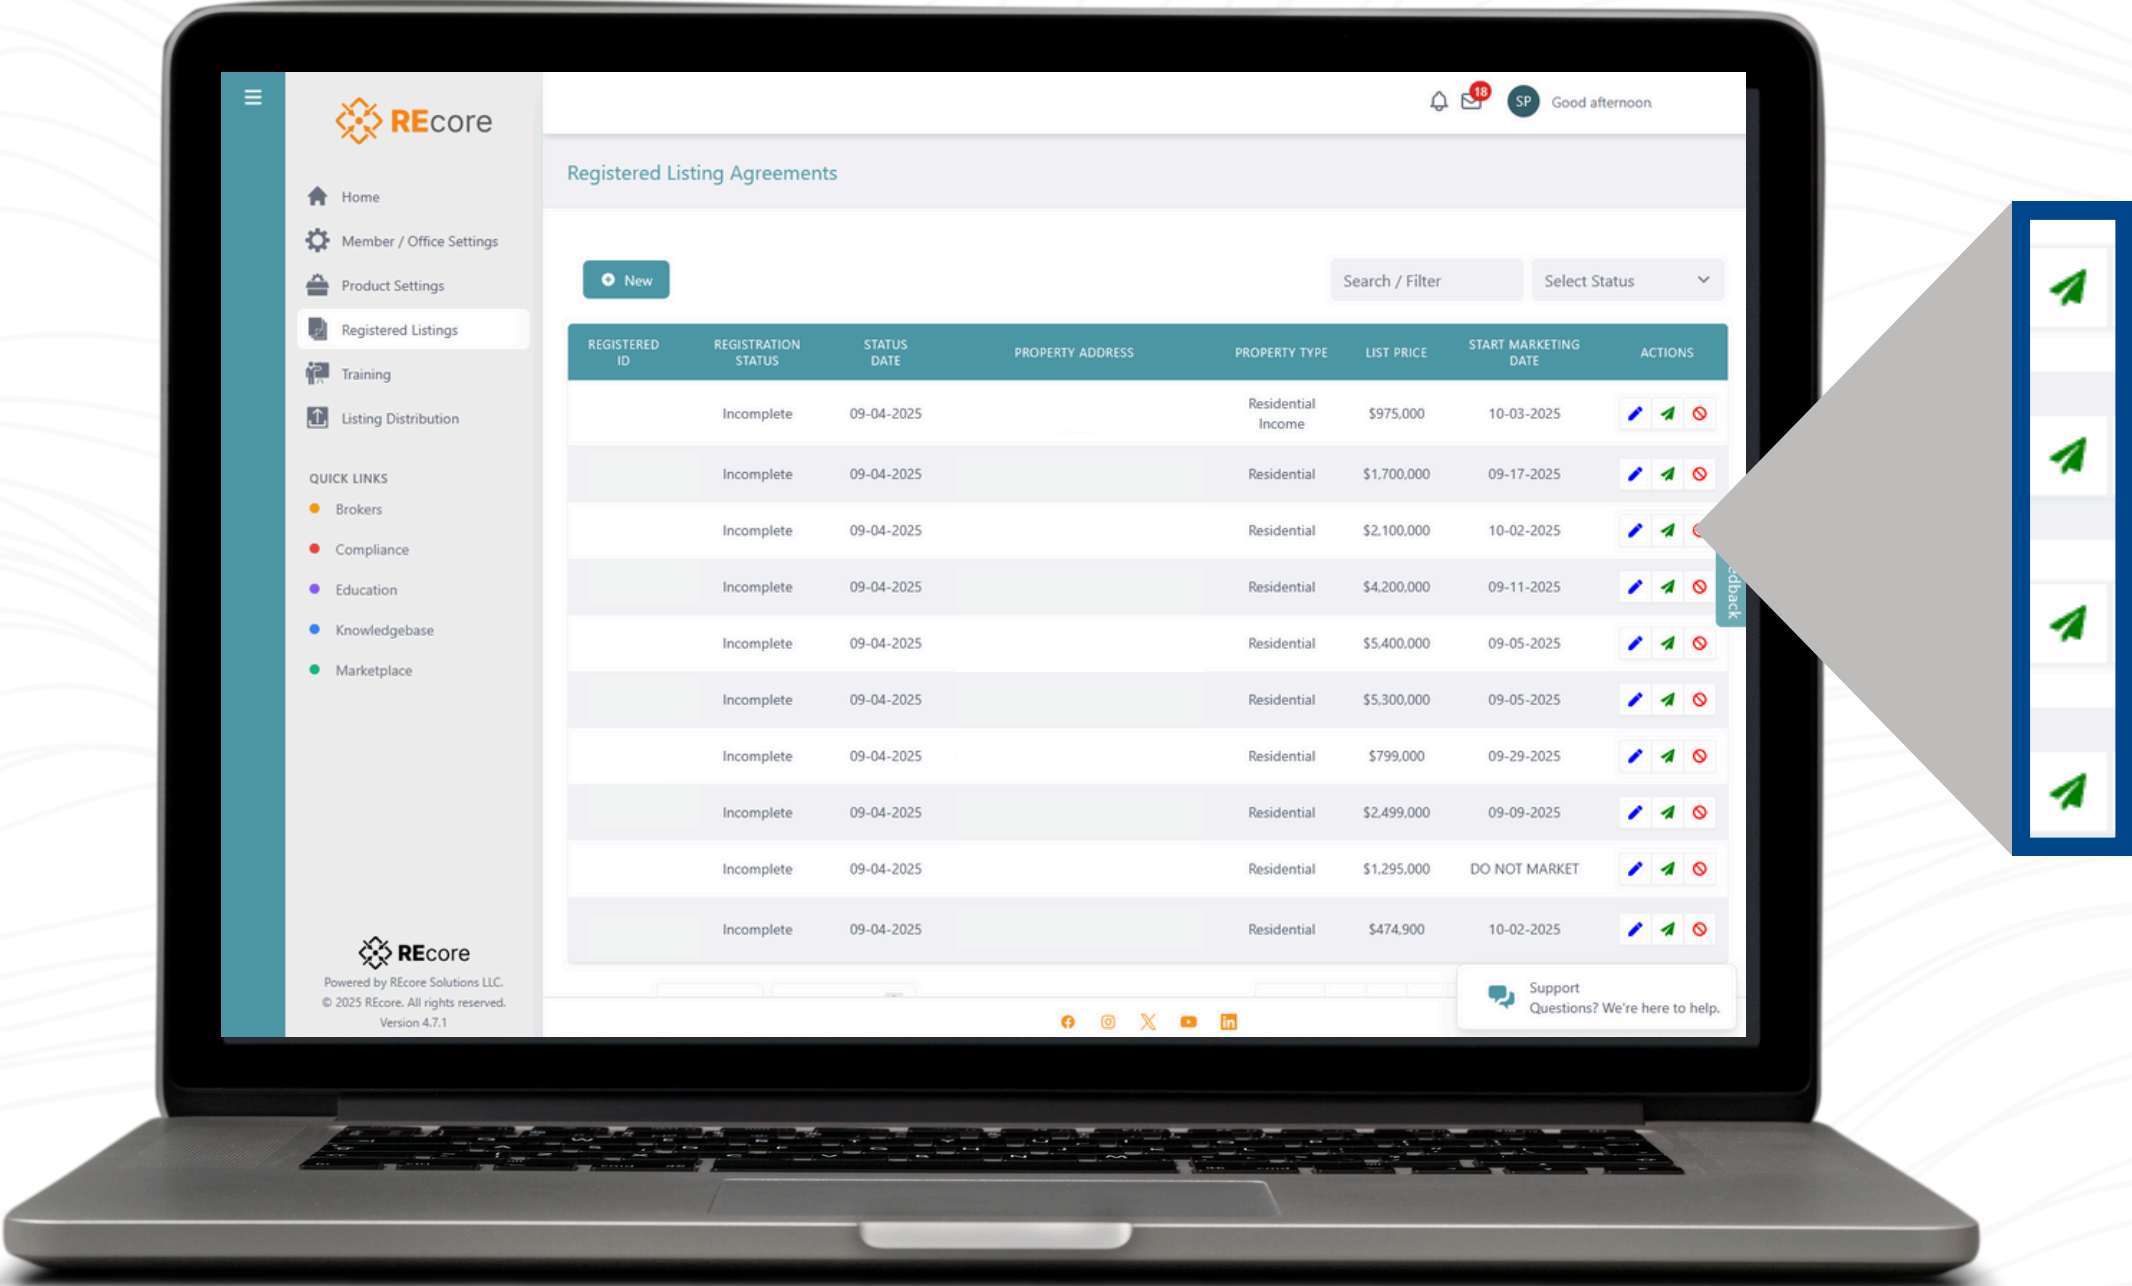 REcore
Home
Member / Office Settings
Product Settings
Registered Listings
Training
Listing Distribution
QUICK LINKS
Brokers
Compliance
Education
Knowledgebase
Marketplace
REcore
Powered by REcore Solutions LLC.
© 2025 REcore. All rights reserved.
Version 4.7.1
18
SP Good afternoon
Registered Listing Agreements
New
Search / Filter
Select Status
REGISTERED ID REGISTRATION STATUS STATUS DATE PROPERTY ADDRESS PROPERTY TYPE LIST PRICE START MARKETING DATE ACTIONS
Incomplete 09-04-2025 Residential Income $975,000 10-03-2025
Incomplete 09-04-2025 Residential $1,700,000 09-17-2025
Incomplete 09-04-2025 Residential $2,100,000 10-02-2025
Incomplete 09-04-2025 Residential $4,200,000 09-11-2025
Incomplete 09-04-2025 Residential $5,400,000 09-05-2025
Incomplete 09-04-2025 Residential $5,300,000 09-05-2025
Incomplete 09-04-2025 Residential $799,000 09-29-2025
Incomplete 09-04-2025 Residential $2,499,000 09-09-2025
Incomplete 09-04-2025 Residential $1,295,000 DO NOT MARKET
Incomplete 09-04-2025 Residential $474,900 10-02-2025
Support
Questions? We're here to help.